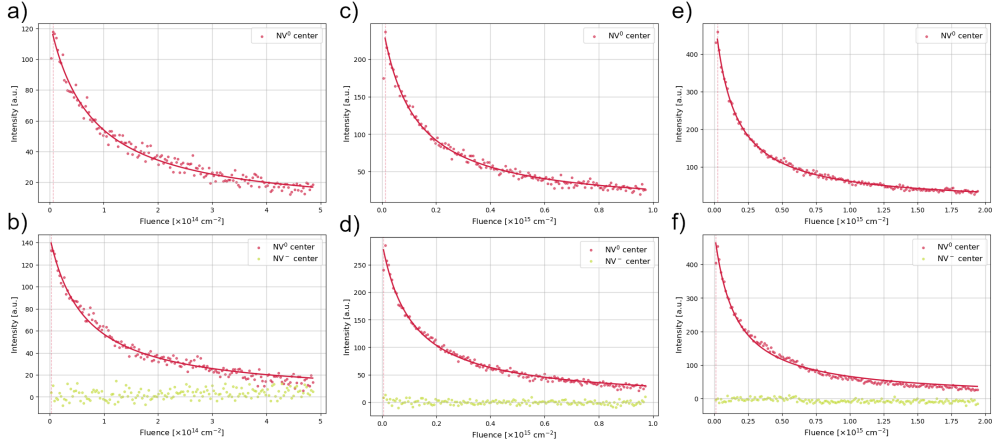 a)
120
100
80
60
40
20
Intensity [a.u.]
0
1
2
3
4
5
Fluence [×10¹⁴ cm⁻²]
NV⁰ center
c)
200
150
100
50
Intensity [a.u.]
0.0
0.2
0.4
0.6
0.8
1.0
Fluence [×10¹⁵ cm⁻²]
NV⁰ center
e)
400
300
200
100
Intensity [a.u.]
0.00
0.25
0.50
0.75
1.00
1.25
1.50
1.75
2.00
Fluence [×10¹⁵ cm⁻²]
NV⁰ center
b)
140
120
100
80
60
40
20
0
Intensity [a.u.]
0
1
2
3
4
5
Fluence [×10¹⁴ cm⁻²]
NV⁰ center
NV⁻ center
d)
300
250
200
150
100
50
0
Intensity [a.u.]
0.0
0.2
0.4
0.6
0.8
1.0
Fluence [×10¹⁵ cm⁻²]
NV⁰ center
NV⁻ center
f)
400
300
200
100
0
Intensity [a.u.]
0.00
0.25
0.50
0.75
1.00
1.25
1.50
1.75
2.00
Fluence [×10¹⁵ cm⁻²]
NV⁰ center
NV⁻ center